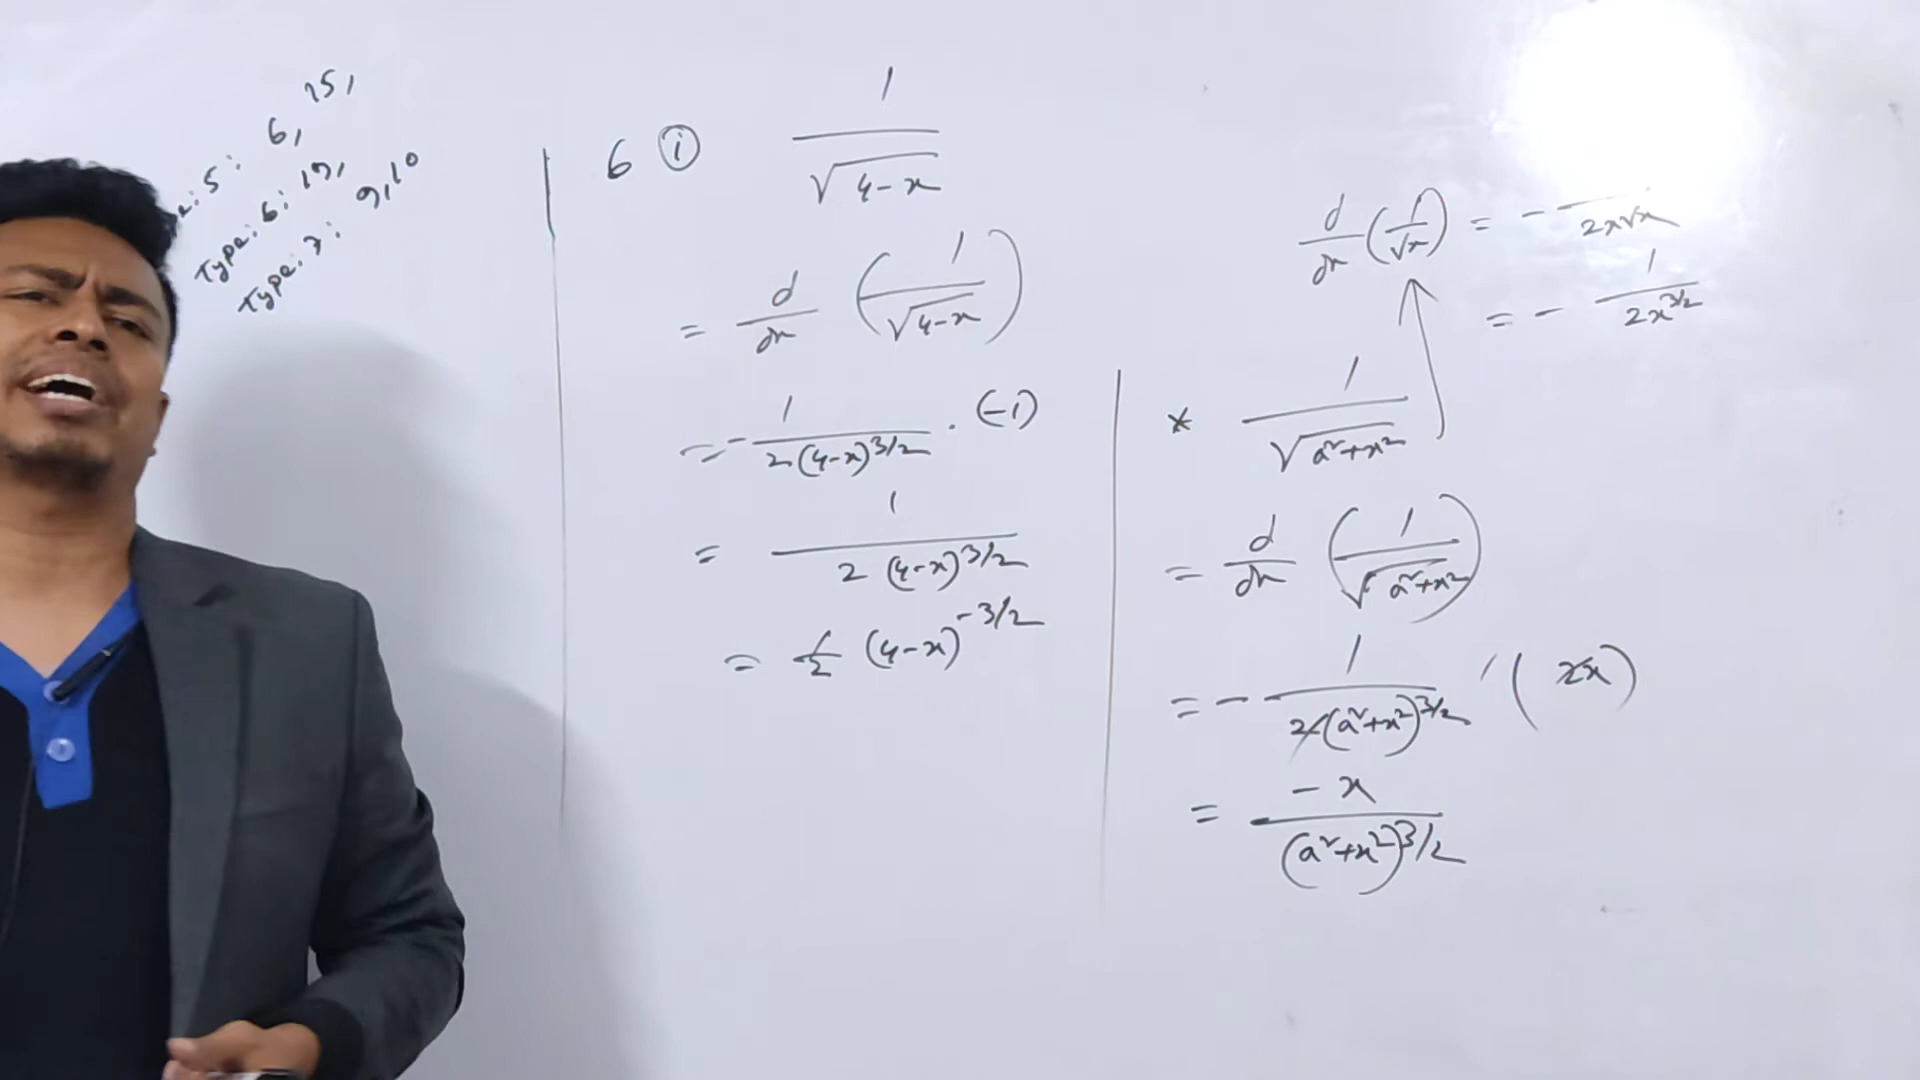 6, 15,
e: 5:
Type: 6: 19,
Type: 7: 9, 10
6 (i) 1/√(4-x)
= d/dx (1/√(4-x))
= - 1/2(4-x)^3/2 . (-1)
= 1/2 (4-x)^3/2
= 1/2 (4-x)^-3/2
d/dx (1/√x) = - /2x√x
= - 1/2x^3/2
* 1/√(a²+x²)
= d/dx (1/√(a²+x²))
= - 1/2(a²+x²)^3/2 · (2x)
= -x/(a²+x²)^3/2